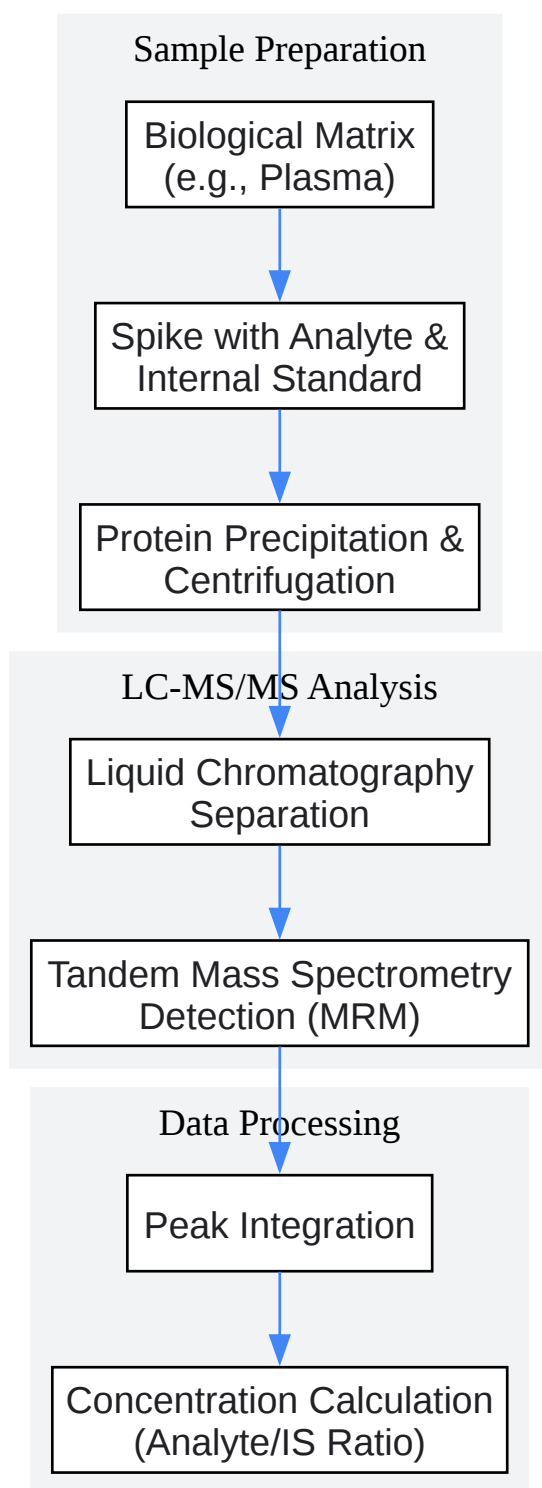 Sample Preparation
Biological Matrix
(e.g., Plasma)
Spike with Analyte &
Internal Standard
Protein Precipitation &
Centrifugation
LC-MS/MS Analysis
Liquid Chromatography
Separation
Tandem Mass Spectrometry
Detection (MRM)
Data Processing
Peak Integration
Concentration Calculation
(Analyte/IS Ratio)